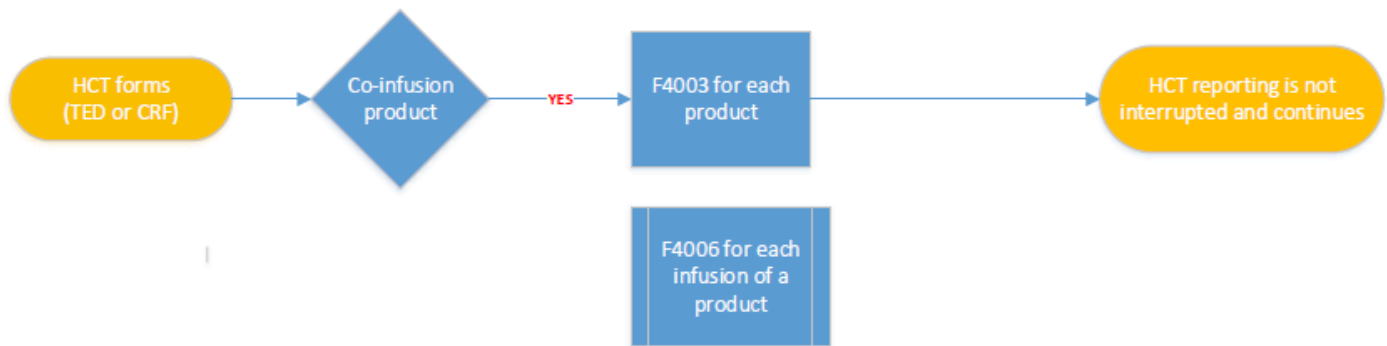 HCT forms
(TED or CRF)
Co-infusion
product
YES
F4003 for each
product
HCT reporting is not
interrupted and continues
F4006 for each
infusion of a
product